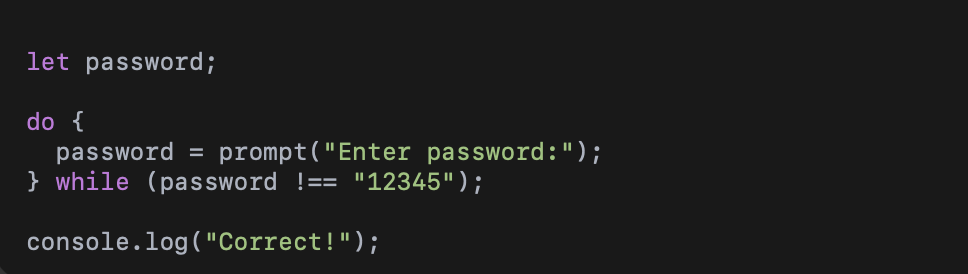 let password;
do {
  password = prompt("Enter password:");
} while (password !== "12345");
console.log("Correct!");